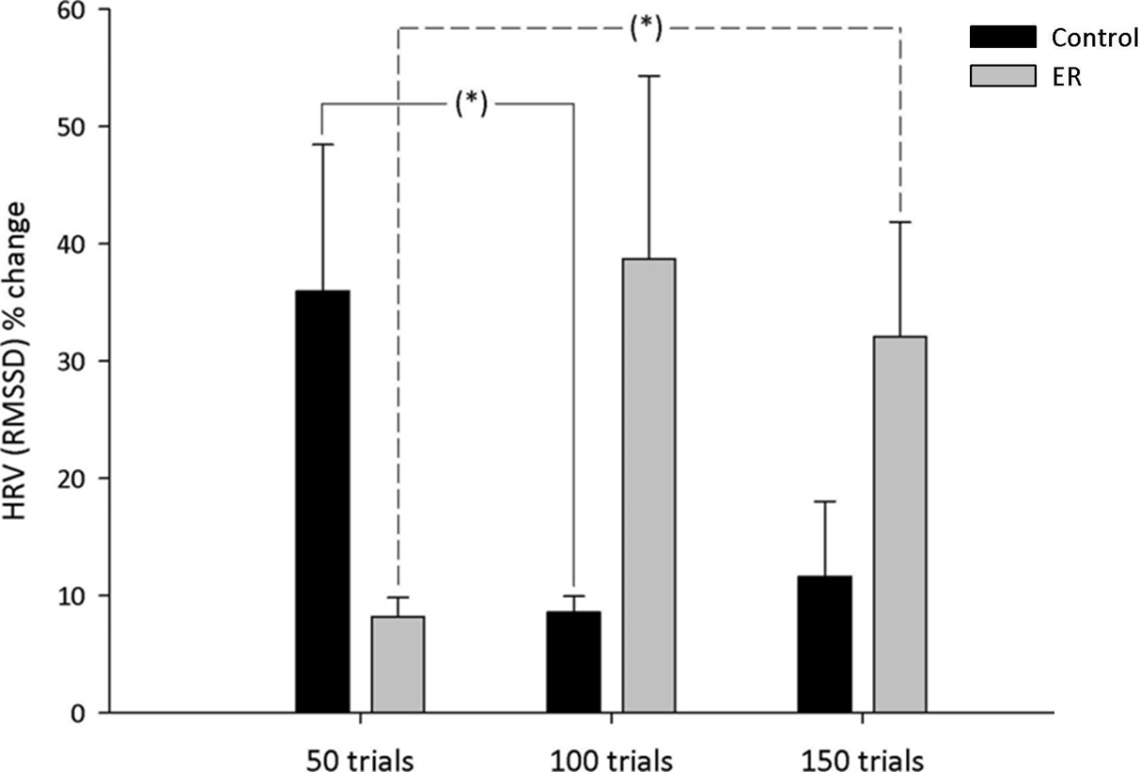 60
50
40
30
20
10
0
HRV (RMSSD) % change
(*)
(*)
Control
ER
50 trials
100 trials
150 trials